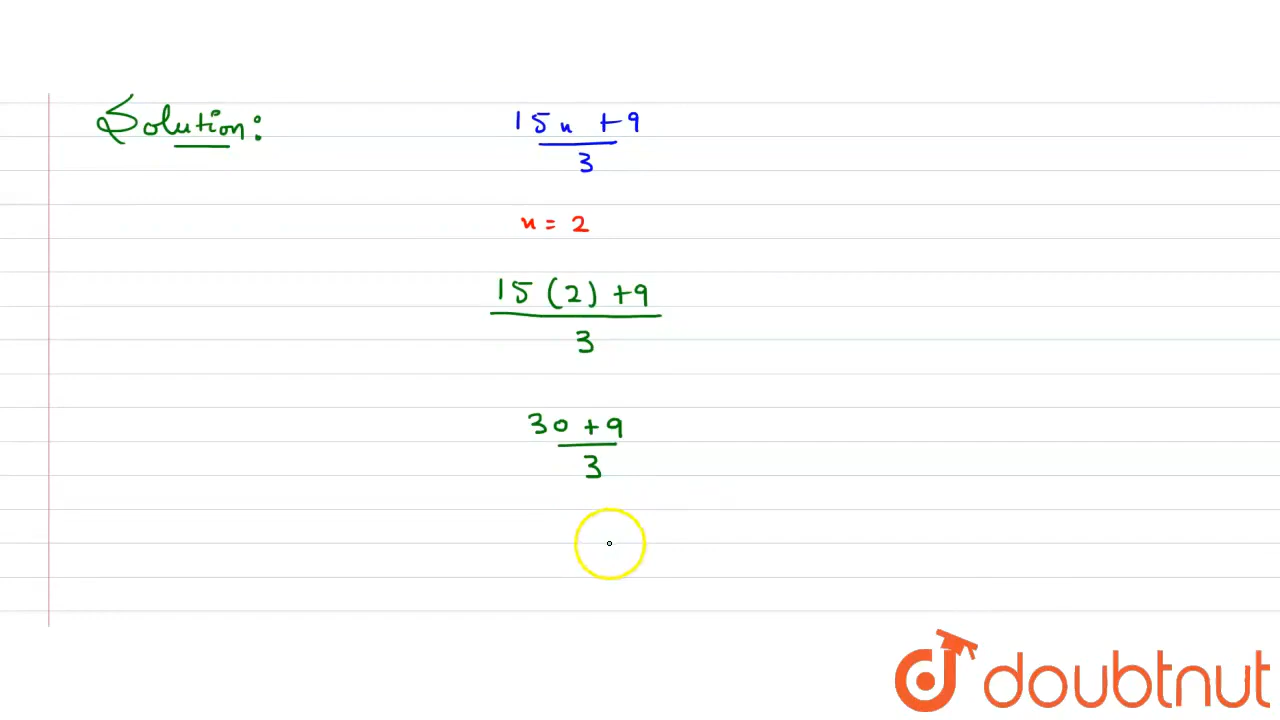 Solution:
15x + 9
3
x = 2
15 (2) + 9
3
30 + 9
3
doubtnut